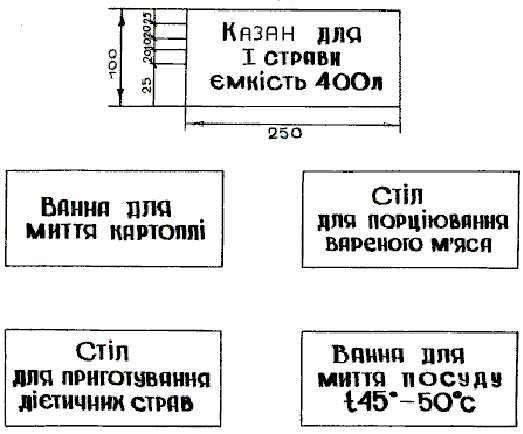 Казан для
I страви
ємкість 400л
100
25
20
10
20
25
250
Ванна для
миття картоплі
Стіл
для порціювання
вареного м'яса
Стіл
для приготування
дієтичних страв
Ванна для
миття посуду
t45°-50°с